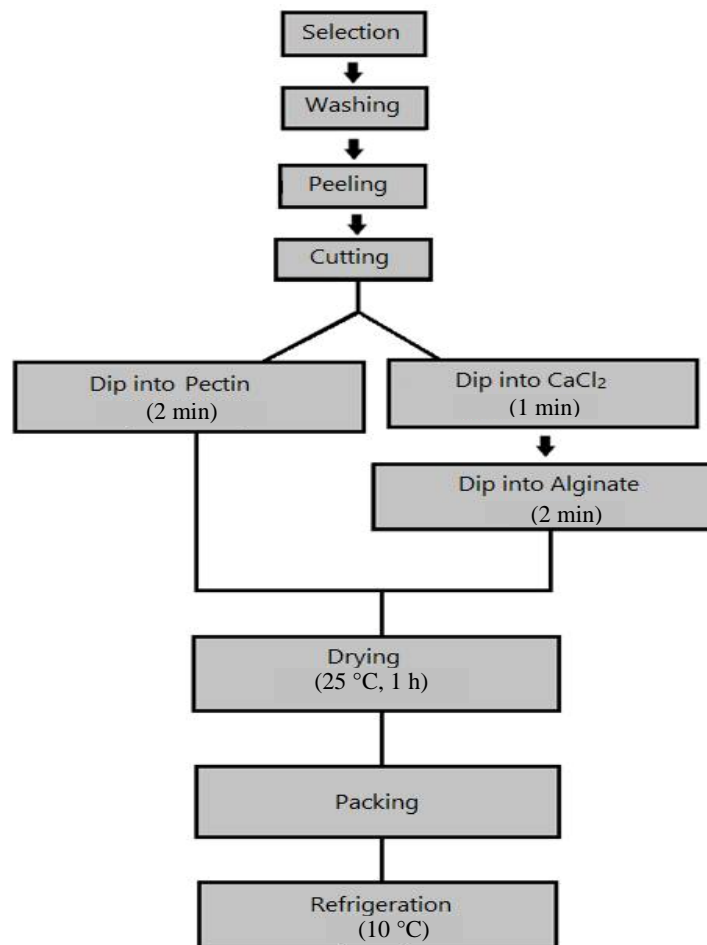 Selection
Washing
Peeling
Cutting
Dip into Pectin
(2 min)
Dip into CaCl₂
(1 min)
Dip into Alginate
(2 min)
Drying
(25 °C, 1 h)
Packing
Refrigeration
(10 °C)